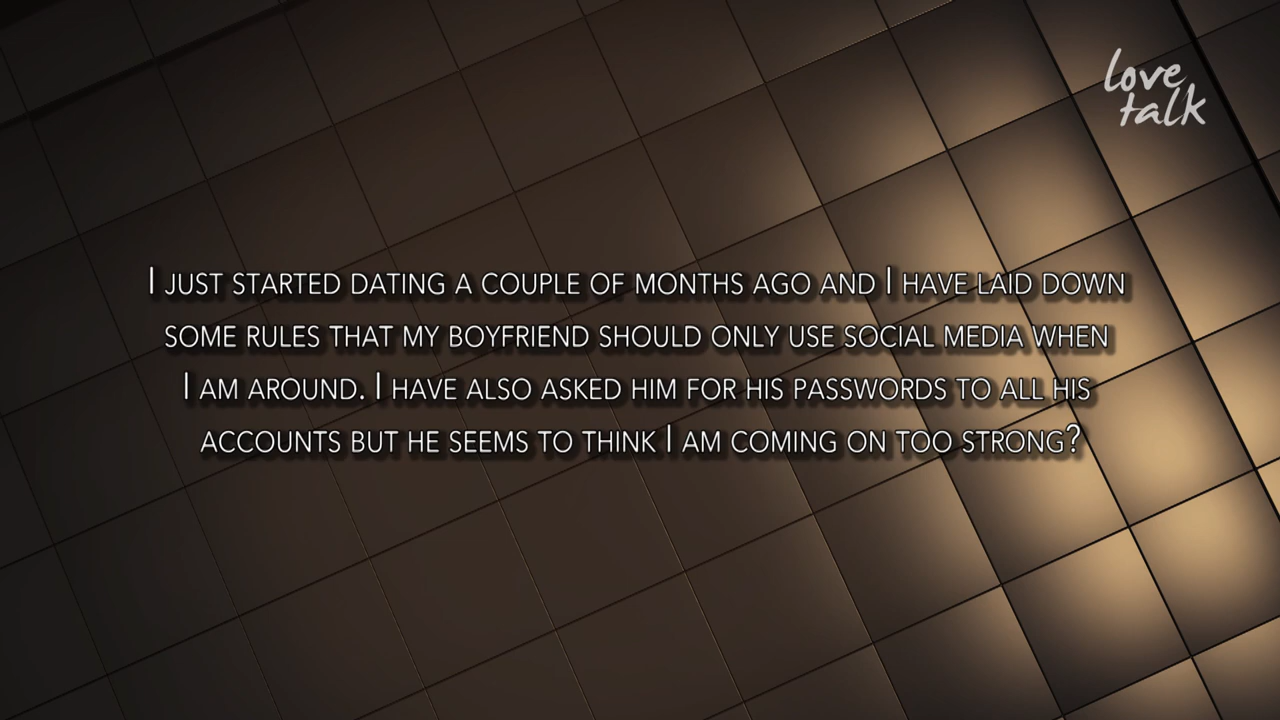 love
talk
I JUST STARTED DATING A COUPLE OF MONTHS AGO AND I HAVE LAID DOWN
SOME RULES THAT MY BOYFRIEND SHOULD ONLY USE SOCIAL MEDIA WHEN
I AM AROUND. I HAVE ALSO ASKED HIM FOR HIS PASSWORDS TO ALL HIS
ACCOUNTS BUT HE SEEMS TO THINK I AM COMING ON TOO STRONG?